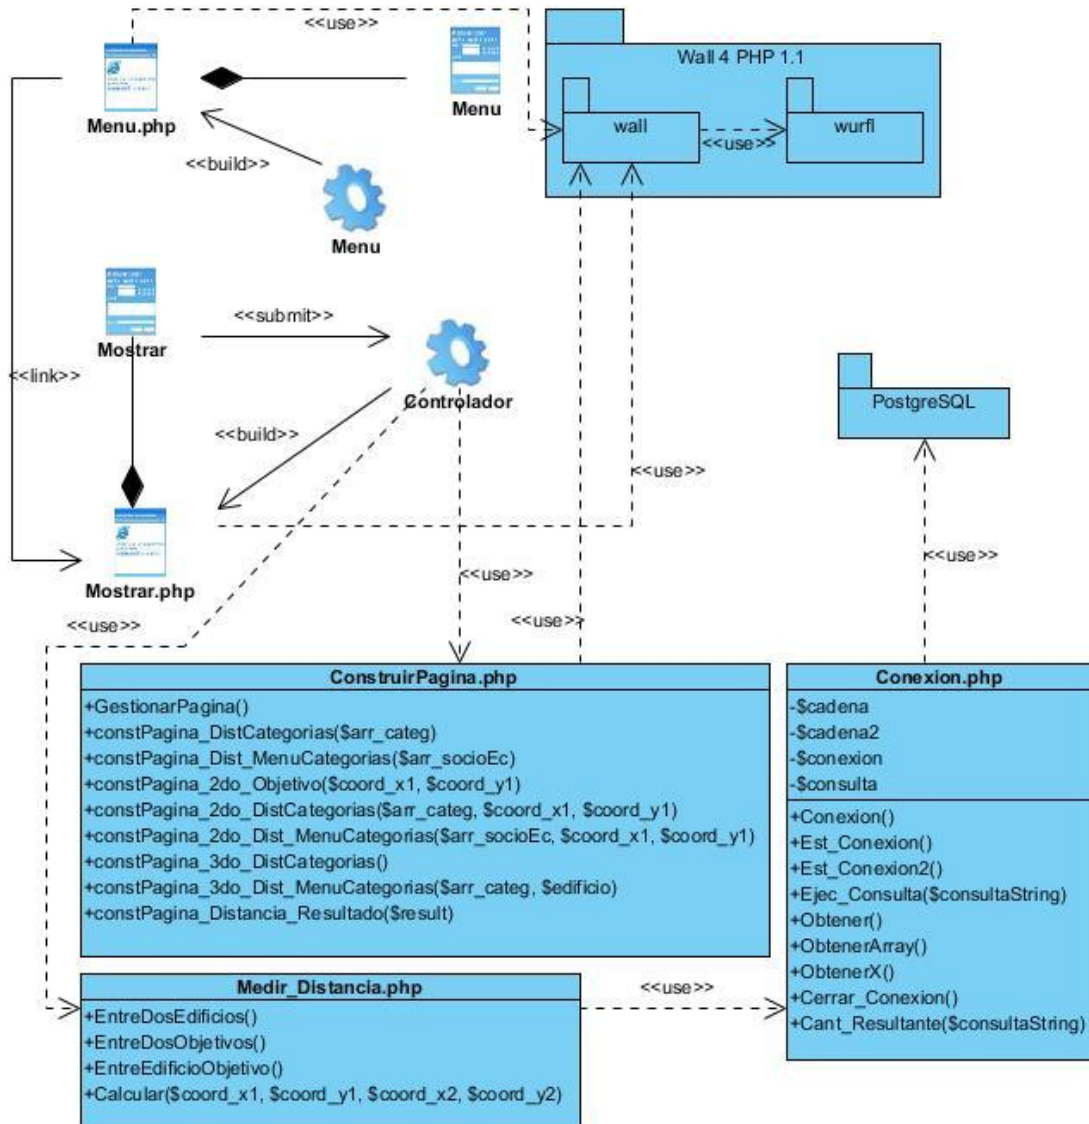 <<use>>
Menu.php
Menu
Wall 4 PHP 1.1
wall
<<use>>
wurfl
<<build>>
Menu
Mostrar
<<submit>>
Controlador
<<link>>
<<build>>
PostgreSQL
<<use>>
Mostrar.php
<<use>>
<<use>>
<<use>>
<<use>>
ConstruirPagina.php
+GestionarPagina()
+constPagina_DistCategorias($arr_categ)
+constPagina_Dist_MenuCategorias($arr_socioEc)
+constPagina_2do_Objetivo($coord_x1, $coord_y1)
+constPagina_2do_DistCategorias($arr_categ, $coord_x1, $coord_y1)
+constPagina_2do_Dist_MenuCategorias($arr_socioEc, $coord_x1, $coord_y1)
+constPagina_3do_DistCategorias()
+constPagina_3do_Dist_MenuCategorias($arr_categ, $edificio)
+constPagina_Distancia_Resultado($result)
Conexion.php
-$cadena
-$cadena2
-$conexion
-$consulta
+Conexion()
+Est_Conexion()
+Est_Conexion2()
+Ejec_Consulta($consultaString)
+Obtener()
+ObtenerArray()
+ObtenerX()
+Cerrar_Conexion()
+Cant_Resultante($consultaString)
Medir_Distancia.php
+EntreDosEdificios()
+EntreDosObjetivos()
+EntreEdificioObjetivo()
+Calcular($coord_x1, $coord_y1, $coord_x2, $coord_y2)
<<use>>